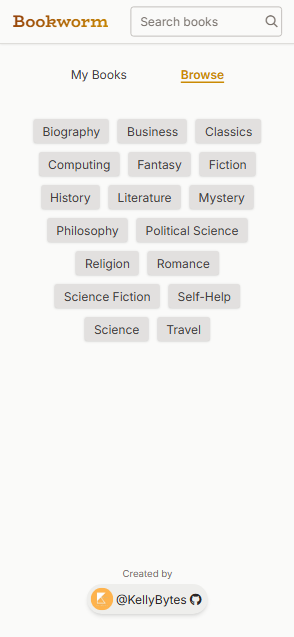 Bookworm Search books
My Books Browse
Biography Business Classics
Computing Fantasy Fiction
History Literature Mystery
Philosophy Political Science
Religion Romance
Science Fiction Self-Help
Science Travel
Created by
@KellyBytes